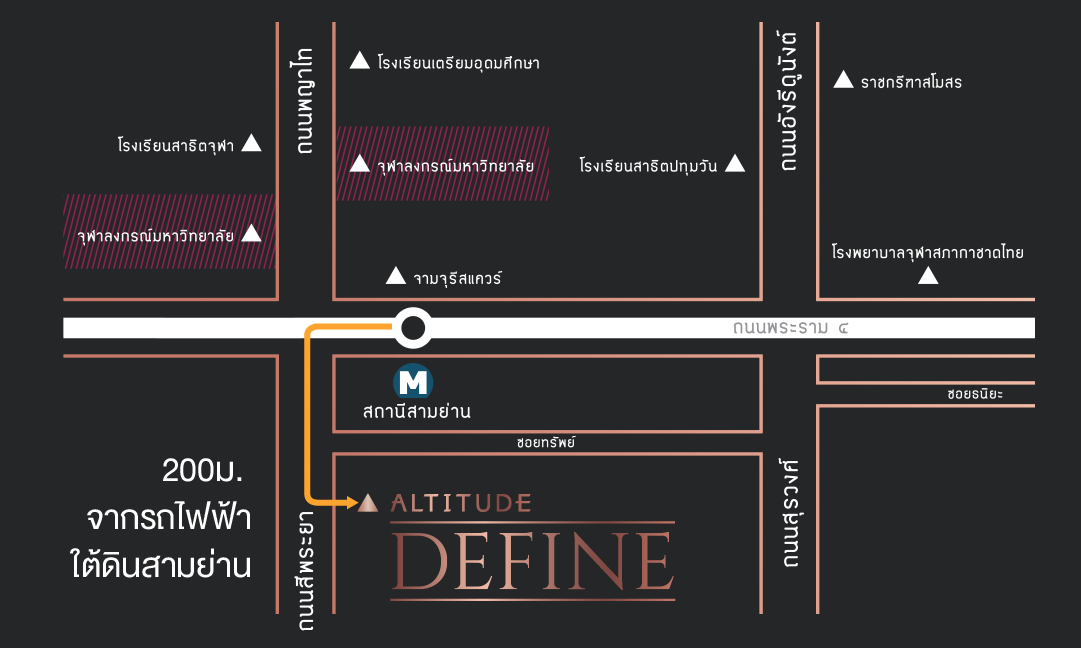 โรงเรียนเตรียมอุดมศึกษา
ถนนพญาไท
ถนนอังรีดูนังต์
ราชกรีฑาสโมสร
โรงเรียนสาธิตจุฬา
จุฬาลงกรณ์มหาวิทยาลัย
โรงเรียนสาธิตปทุมวัน
จุฬาลงกรณ์มหาวิทยาลัย
โรงพยาบาลจุฬาสภากาชาดไทย
จามจุรีสแควร์
ถนนพระราม ๔
M
สถานีสามย่าน
ซอยธนิยะ
ซอยทรัพย์
200ม.
จากรถไฟฟ้า
ใต้ดินสามย่าน
ถนนสี่พระยา
ALTITUDE
DEFINE
ถนนสุรวงศ์